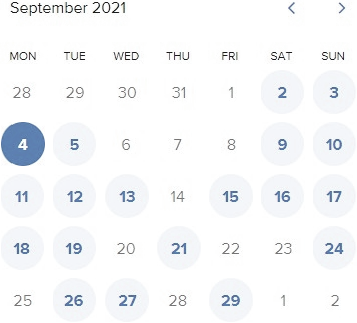 September 2021
MON TUE WED THU FRI SAT SUN
28 29 30 31 1 2 3
4 5 6 7 8 9 10
11 12 13 14 15 16 17
18 19 20 21 22 23 24
25 26 27 28 29 1 2